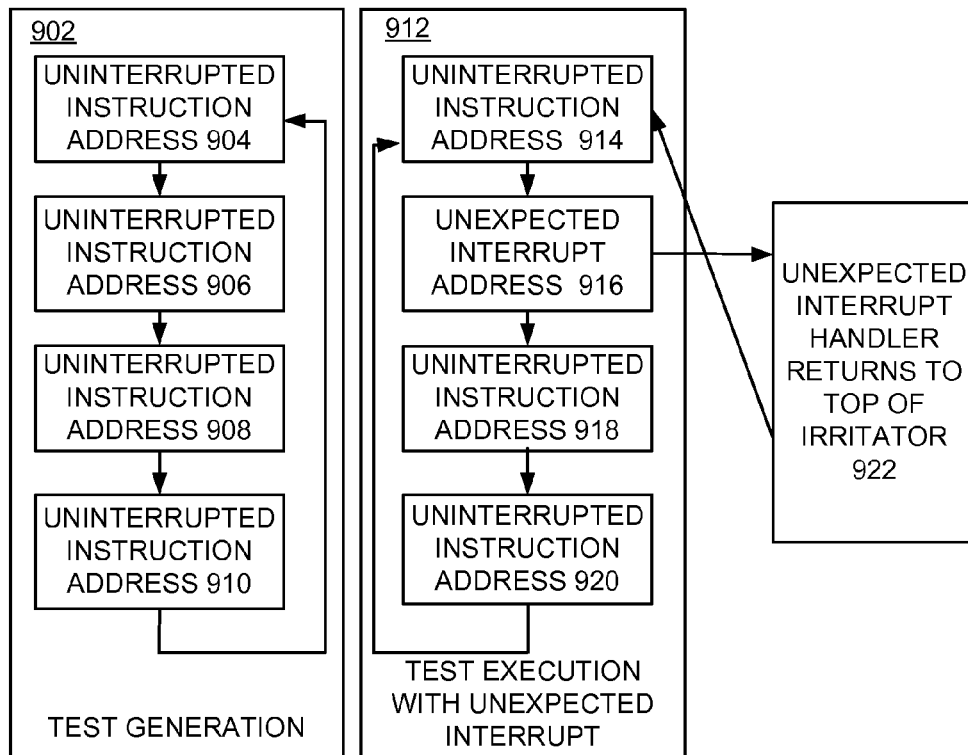 902
UNINTERRUPTED
INSTRUCTION
ADDRESS 904
UNINTERRUPTED
INSTRUCTION
ADDRESS 906
UNINTERRUPTED
INSTRUCTION
ADDRESS 908
UNINTERRUPTED
INSTRUCTION
ADDRESS 910
TEST GENERATION
912
UNINTERRUPTED
INSTRUCTION
ADDRESS 914
UNEXPECTED
INTERRUPT
ADDRESS 916
UNINTERRUPTED
INSTRUCTION
ADDRESS 918
UNINTERRUPTED
INSTRUCTION
ADDRESS 920
TEST EXECUTION
WITH UNEXPECTED
INTERRUPT
UNEXPECTED
INTERRUPT
HANDLER
RETURNS TO
TOP OF
IRRITATOR
922